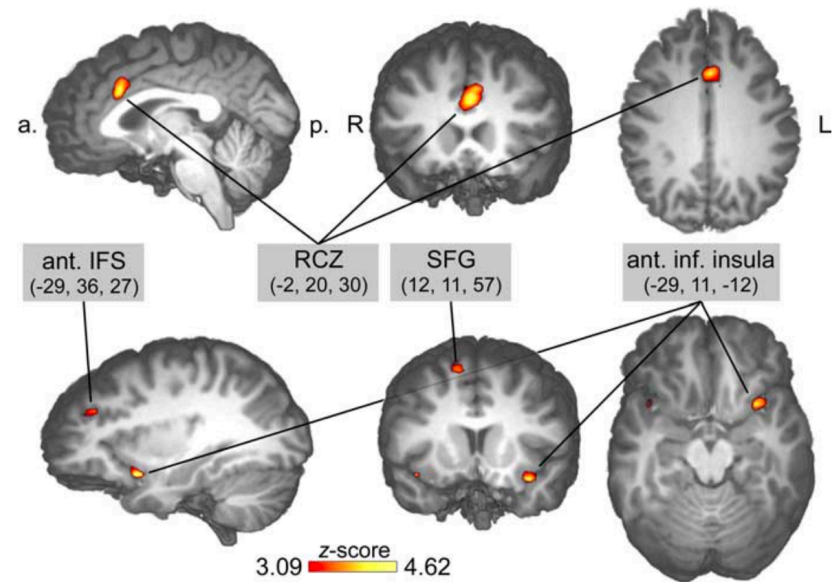 a.
p.
R
L
ant. IFS
(-29, 36, 27)
RCZ
(-2, 20, 30)
SFG
(12, 11, 57)
ant. inf. insula
(-29, 11, -12)
z-score
3.09
4.62